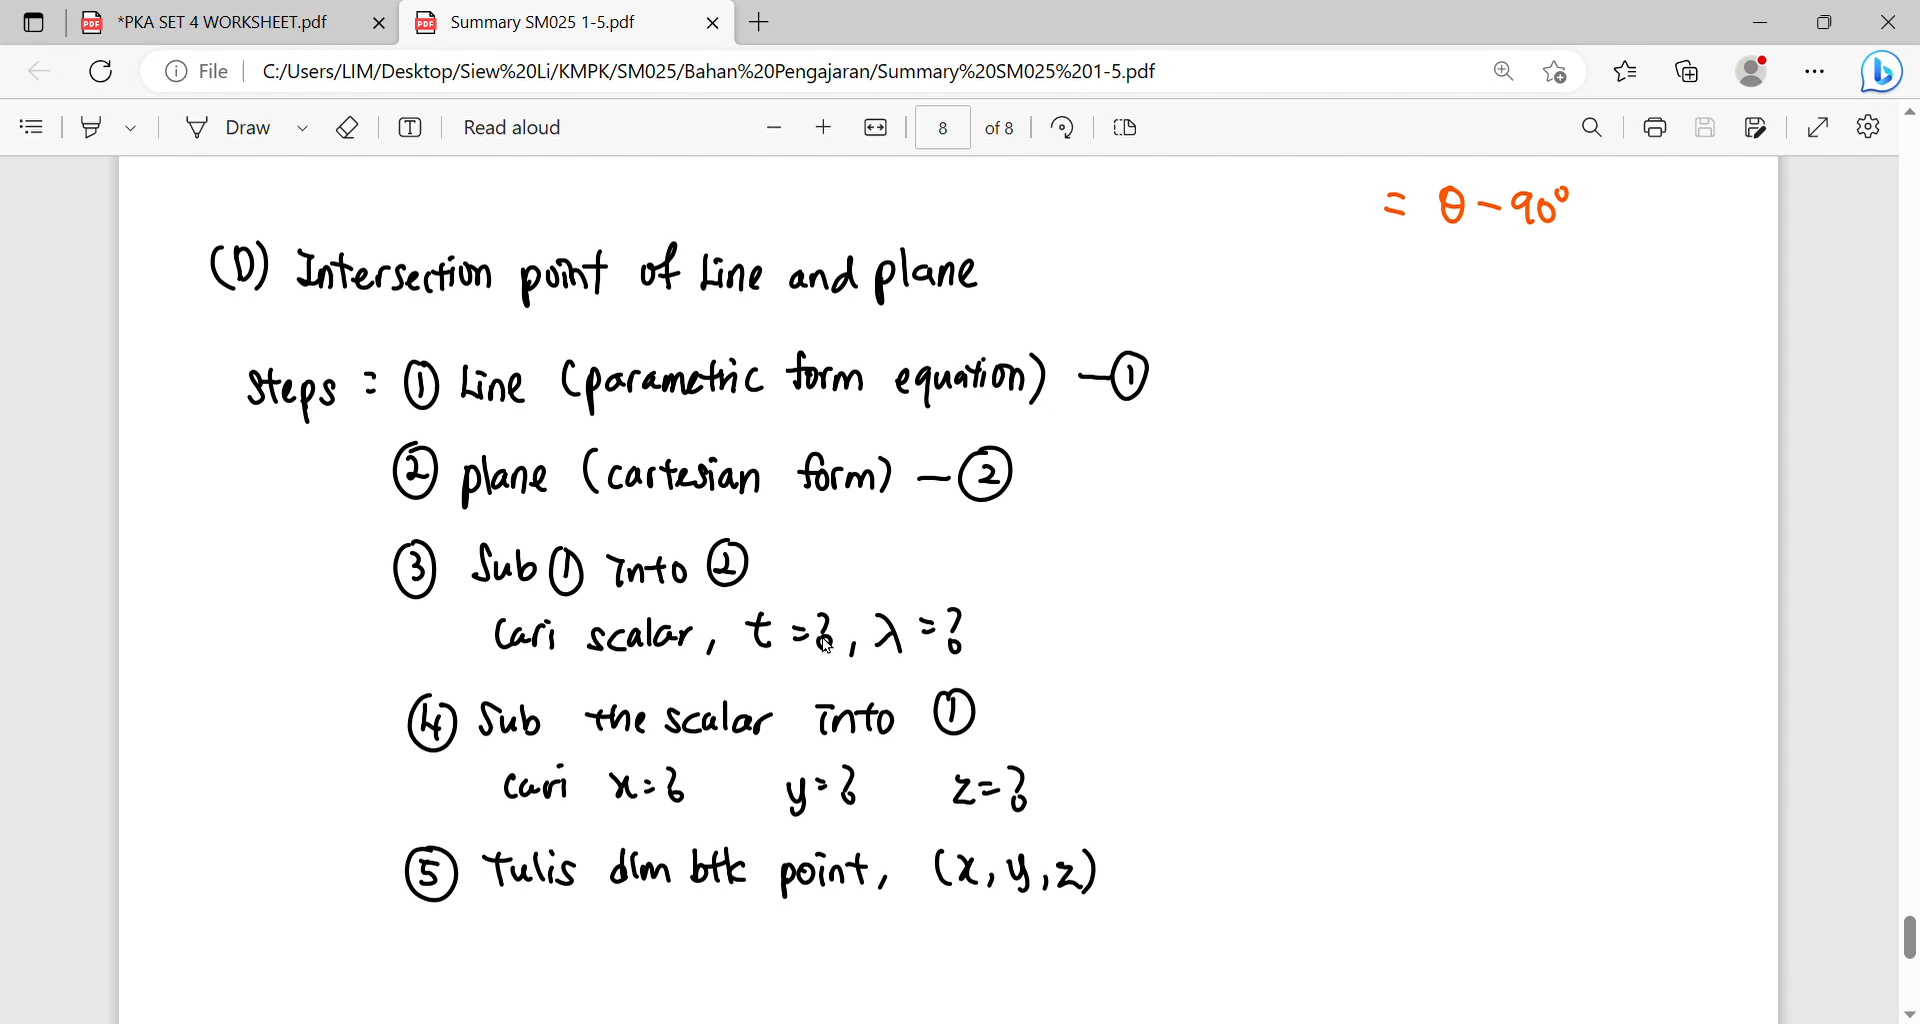 *PKA SET 4 WORKSHEET.pdf
Summary SM025 1-5.pdf
File
C:/Users/LIM/Desktop/Siew%20Li/KMPK/SM025/Bahan%20Pengajaran/Summary%20SM025%201-5.pdf
Draw
Read aloud
8 of 8
= θ - 90°
(D) Intersection point of Line and plane
Steps : ① Line (parametric form equation) — ①
② plane (cartesian form) — ②
③ Sub ① into ②
Cari scalar, t = ?, λ = ?
④ Sub the scalar into ①
cari x = ? y = ? z = ?
⑤ Tulis dlm btk point, (x, y, z)